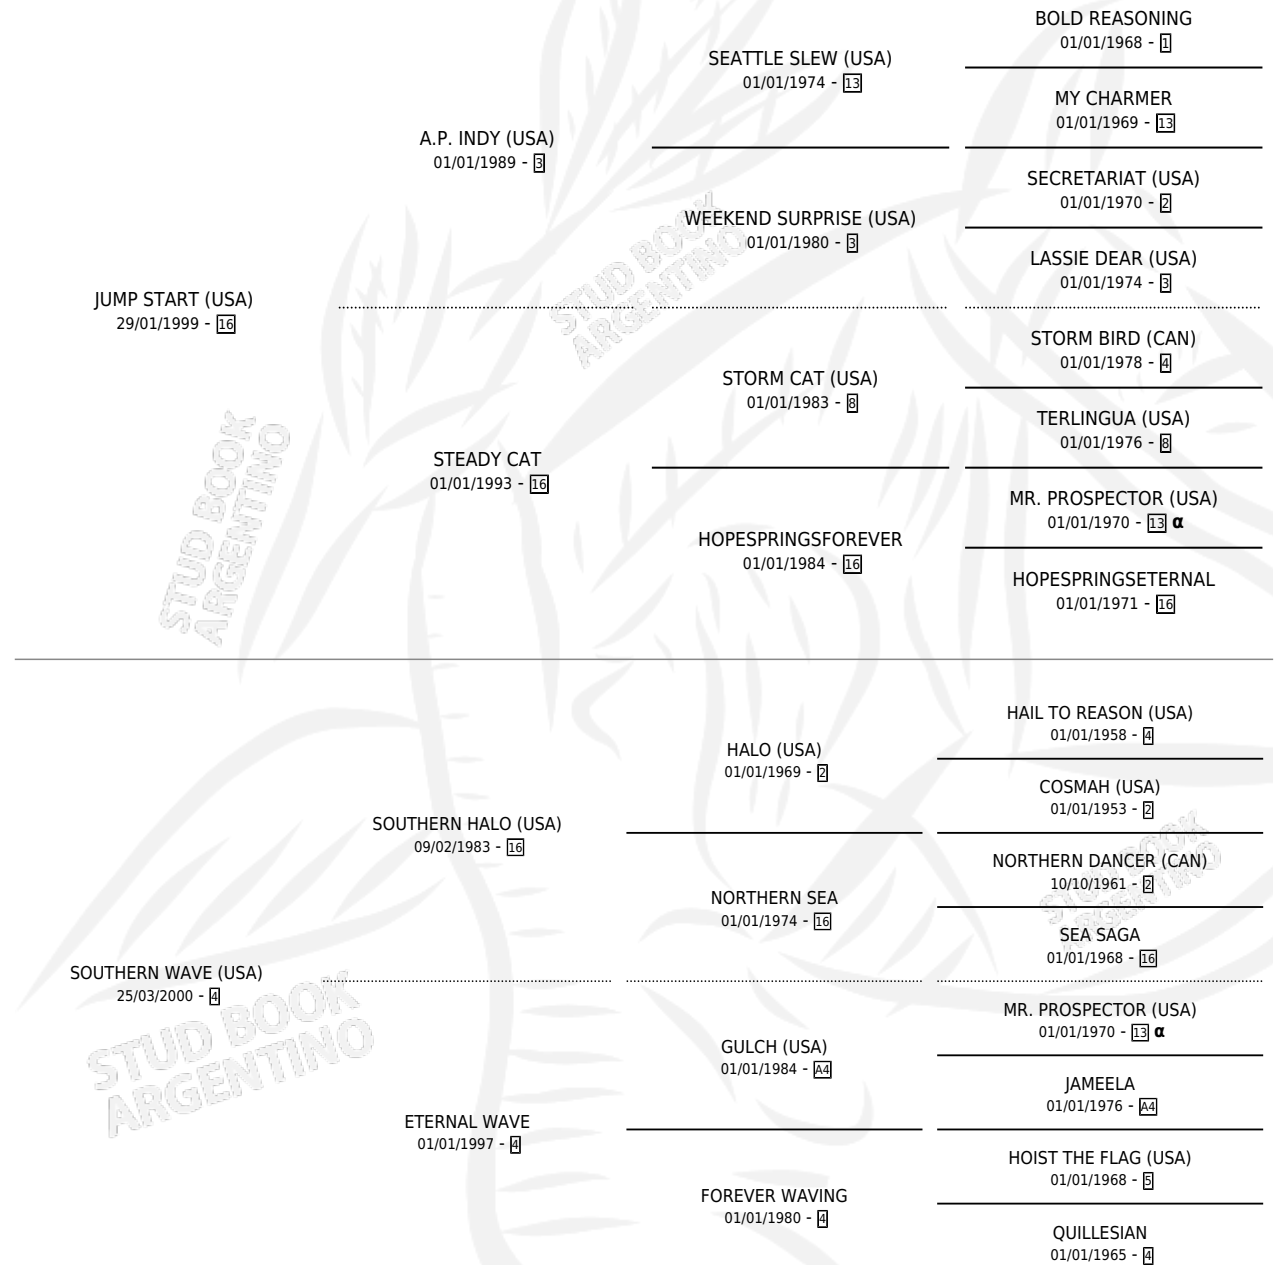 BOLD REASONING
01/01/1968 - 1
SEATTLE SLEW (USA)
01/01/1974 - 13
MY CHARMER
01/01/1969 - 13
A.P. INDY (USA)
01/01/1989 - 3
SECRETARIAT (USA)
01/01/1970 - 2
WEEKEND SURPRISE (USA)
01/01/1980 - 3
LASSIE DEAR (USA)
01/01/1974 - 3
STUD BOOK
ARGENTINO
JUMP START (USA)
29/01/1999 - 16
STORM BIRD (CAN)
01/01/1978 - 4
STORM CAT (USA)
01/01/1983 - 8
TERLINGUA (USA)
01/01/1976 - 8
STEADY CAT
01/01/1993 - 16
MR. PROSPECTOR (USA)
01/01/1970 - 13 α
HOPESPRINGSFOREVER
01/01/1984 - 16
HOPESPRINGSETERNAL
01/01/1971 - 16
STUD BOOK
ARGENTINO
HAIL TO REASON (USA)
01/01/1958 - 4
HALO (USA)
01/01/1969 - 2
COSMAH (USA)
01/01/1953 - 2
SOUTHERN HALO (USA)
09/02/1983 - 16
NORTHERN DANCER (CAN)
10/10/1961 - 2
NORTHERN SEA
01/01/1974 - 16
SEA SAGA
01/01/1968 - 16
STUD BOOK
ARGENTINO
SOUTHERN WAVE (USA)
25/03/2000 - 4
MR. PROSPECTOR (USA)
01/01/1970 - 13 α
GULCH (USA)
01/01/1984 - A4
JAMEELA
01/01/1976 - A4
STUD BOOK
ARGENTINO
ETERNAL WAVE
01/01/1997 - 4
HOIST THE FLAG (USA)
01/01/1968 - 5
FOREVER WAVING
01/01/1980 - 4
QUILLESIAN
01/01/1965 - 4